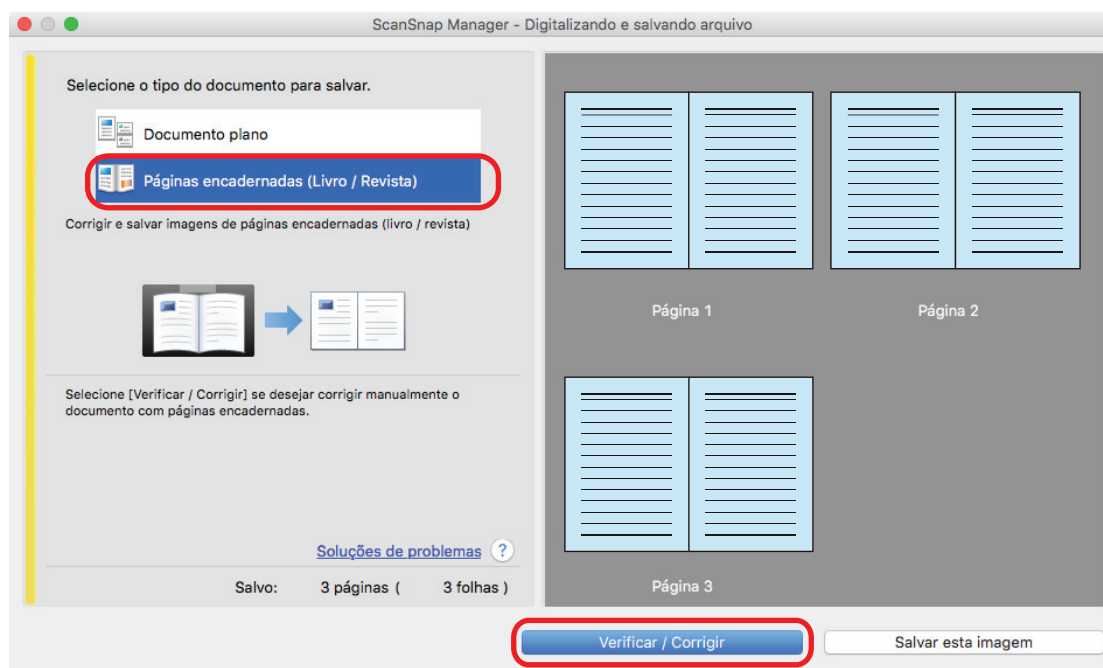 ScanSnap Manager - Digitalizando e salvando arquivo
Selecione o tipo do documento para salvar.
Documento plano
Páginas encadernadas (Livro / Revista)
Corrigir e salvar imagens de páginas encadernadas (livro / revista)
Selecione [Verificar / Corrigir] se desejar corrigir manualmente o
documento com páginas encadernadas.
Soluções de problemas ?
Salvo: 3 páginas ( 3 folhas )
Página 1
Página 2
Página 3
Verificar / Corrigir
Salvar esta imagem